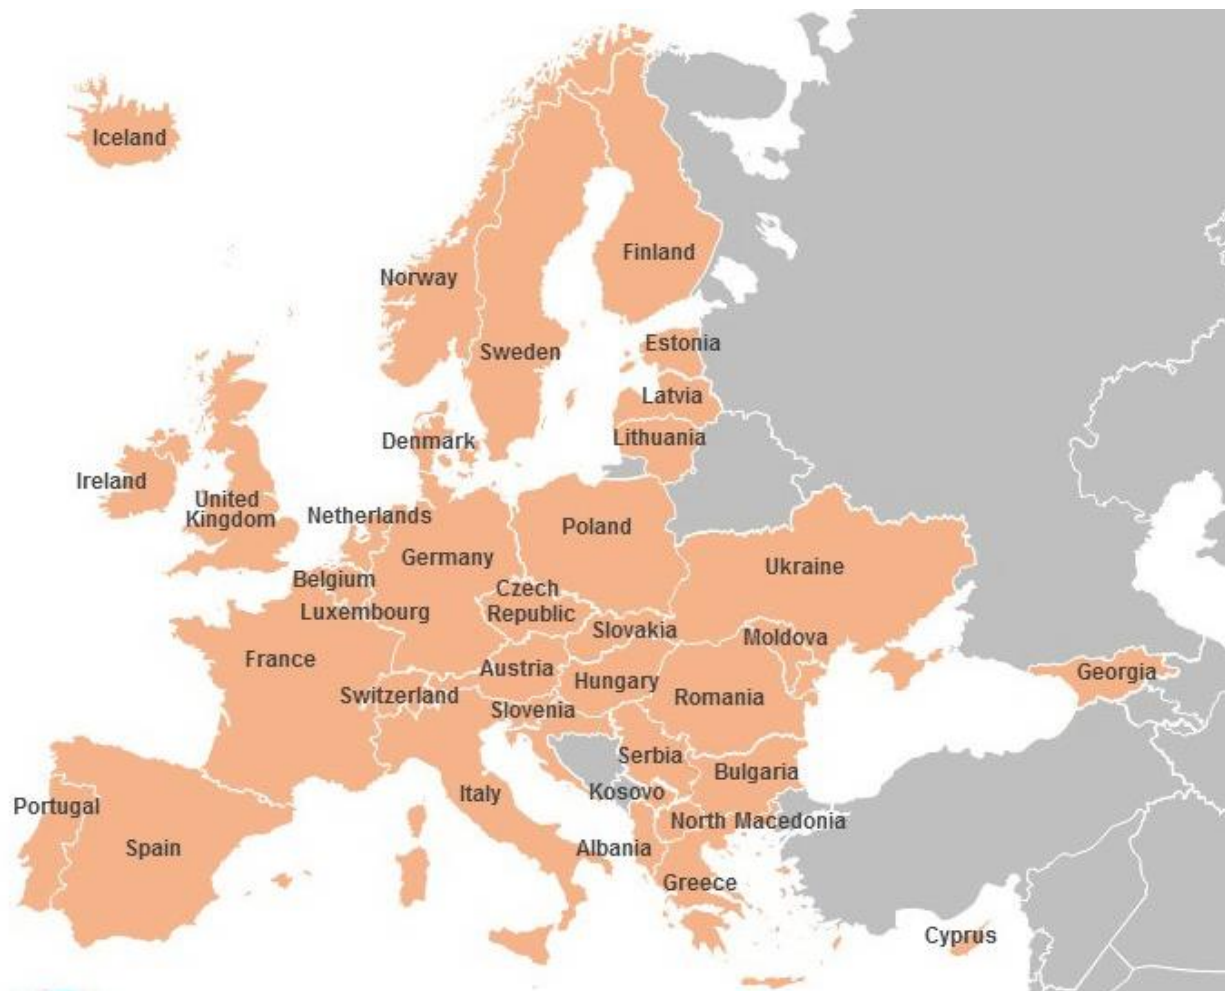 Iceland
Finland
Norway
Sweden
Estonia
Latvia
Denmark
Lithuania
Ireland
United
Kingdom
Netherlands
Poland
Germany
Ukraine
Belgium
Czech
Republic
Luxembourg
Slovakia
Moldova
France
Austria
Georgia
Hungary
Switzerland
Romania
Slovenia
Serbia
Bulgaria
Kosovo
Italy
Portugal
North Macedonia
Spain
Albania
Greece
Cyprus